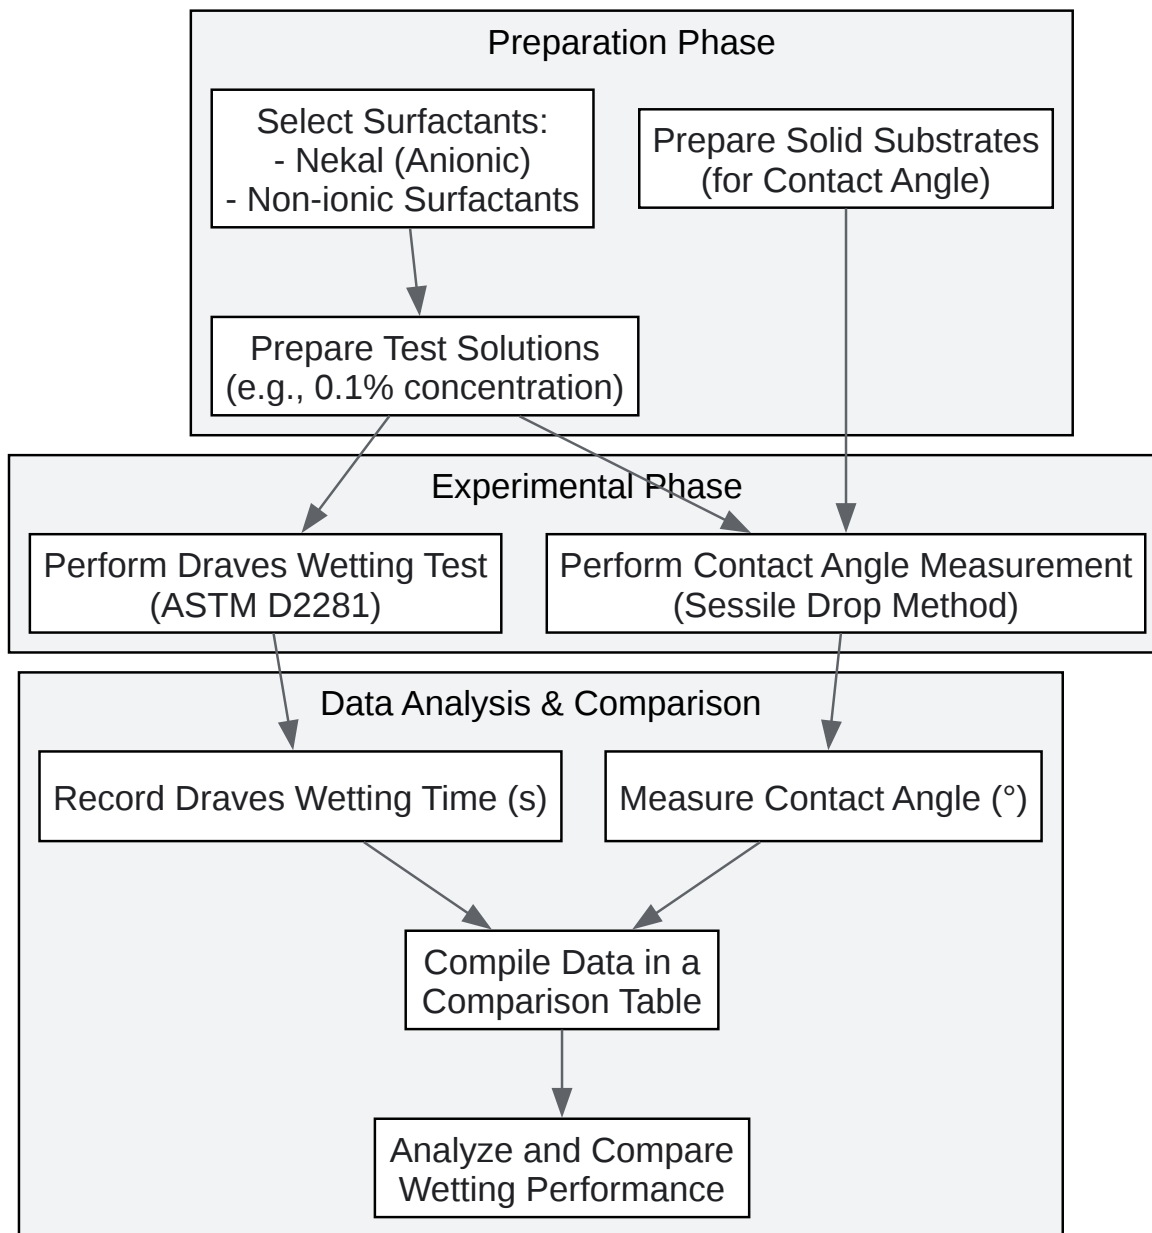 Preparation Phase
Select Surfactants:
- Nekal (Anionic)
- Non-ionic Surfactants
Prepare Solid Substrates
(for Contact Angle)
Prepare Test Solutions
(e.g., 0.1% concentration)
Experimental Phase
Perform Draves Wetting Test
(ASTM D2281)
Perform Contact Angle Measurement
(Sessile Drop Method)
Data Analysis & Comparison
Record Draves Wetting Time (s)
Measure Contact Angle (°)
Compile Data in a
Comparison Table
Analyze and Compare
Wetting Performance